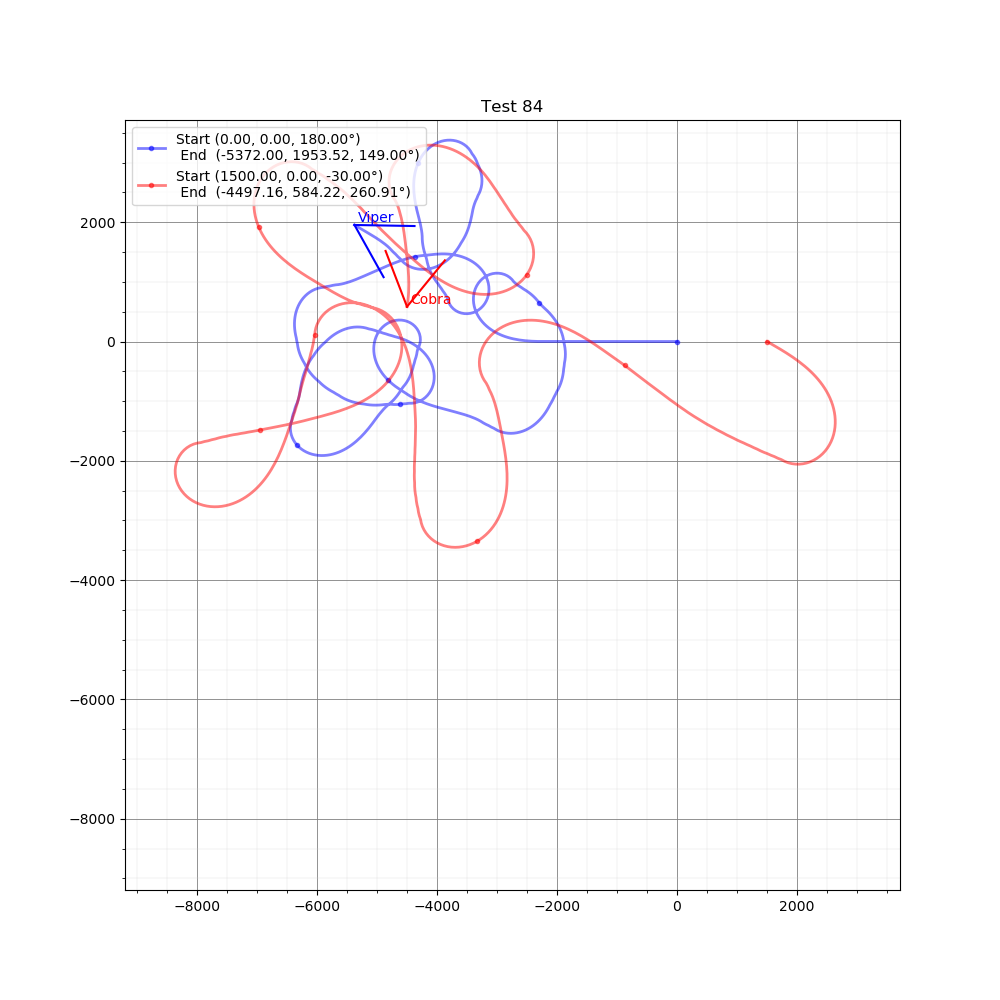 Test 84
Start (0.00, 0.00, 180.00°)
End  (-5372.00, 1953.52, 149.00°)
Start (1500.00, 0.00, -30.00°)
End  (-4497.16, 584.22, 260.91°)
Viper
Cobra
2000
0
−2000
−4000
−6000
−8000
−8000 −6000 −4000 −2000 0 2000